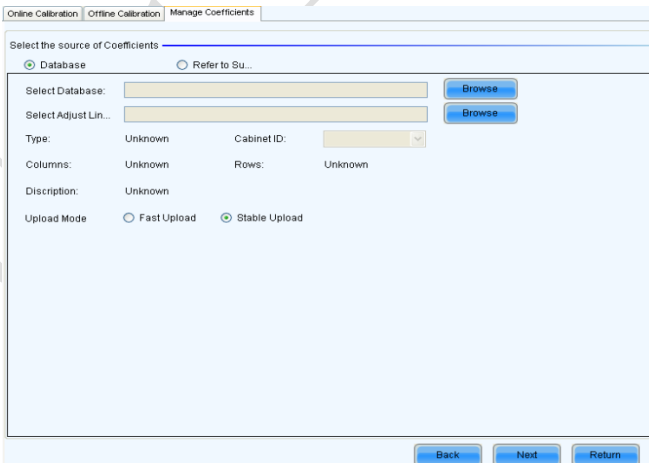 Online Calibration Offline Calibration Manage Coefficients
Select the source of Coefficients
Database Refer to Su...
Select Database: Browse
Select Adjust Lin... Browse
Type: Unknown Cabinet ID:
Columns: Unknown Rows: Unknown
Discription: Unknown
Upload Mode Fast Upload Stable Upload
Back Next Return